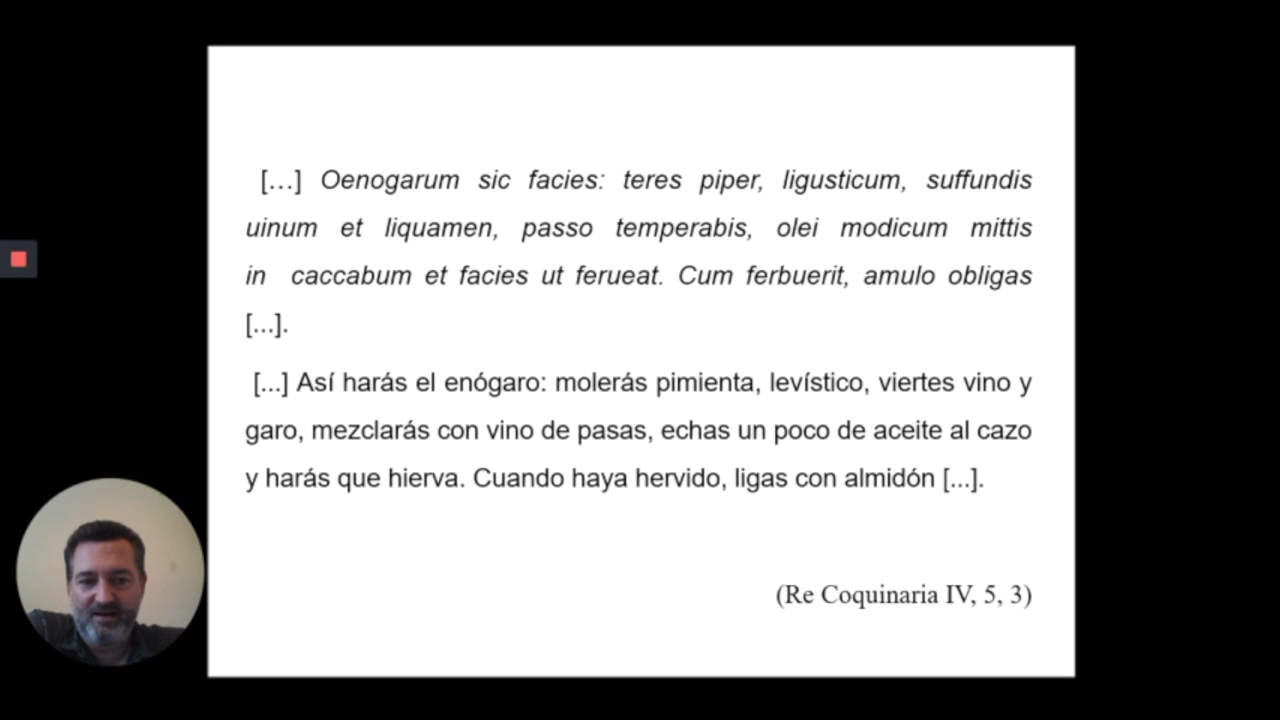 […] Oenogarum sic facies: teres piper, ligusticum, suffundis
uinum et liquamen, passo temperabis, olei modicum mittis
in caccabum et facies ut ferueat. Cum ferbuerit, amulo obligas
[...].
[...] Así harás el enógaro: molerás pimienta, levístico, viertes vino y
garo, mezclarás con vino de pasas, echas un poco de aceite al cazo
y harás que hierva. Cuando haya hervido, ligas con almidón [...].
(Re Coquinaria IV, 5, 3)